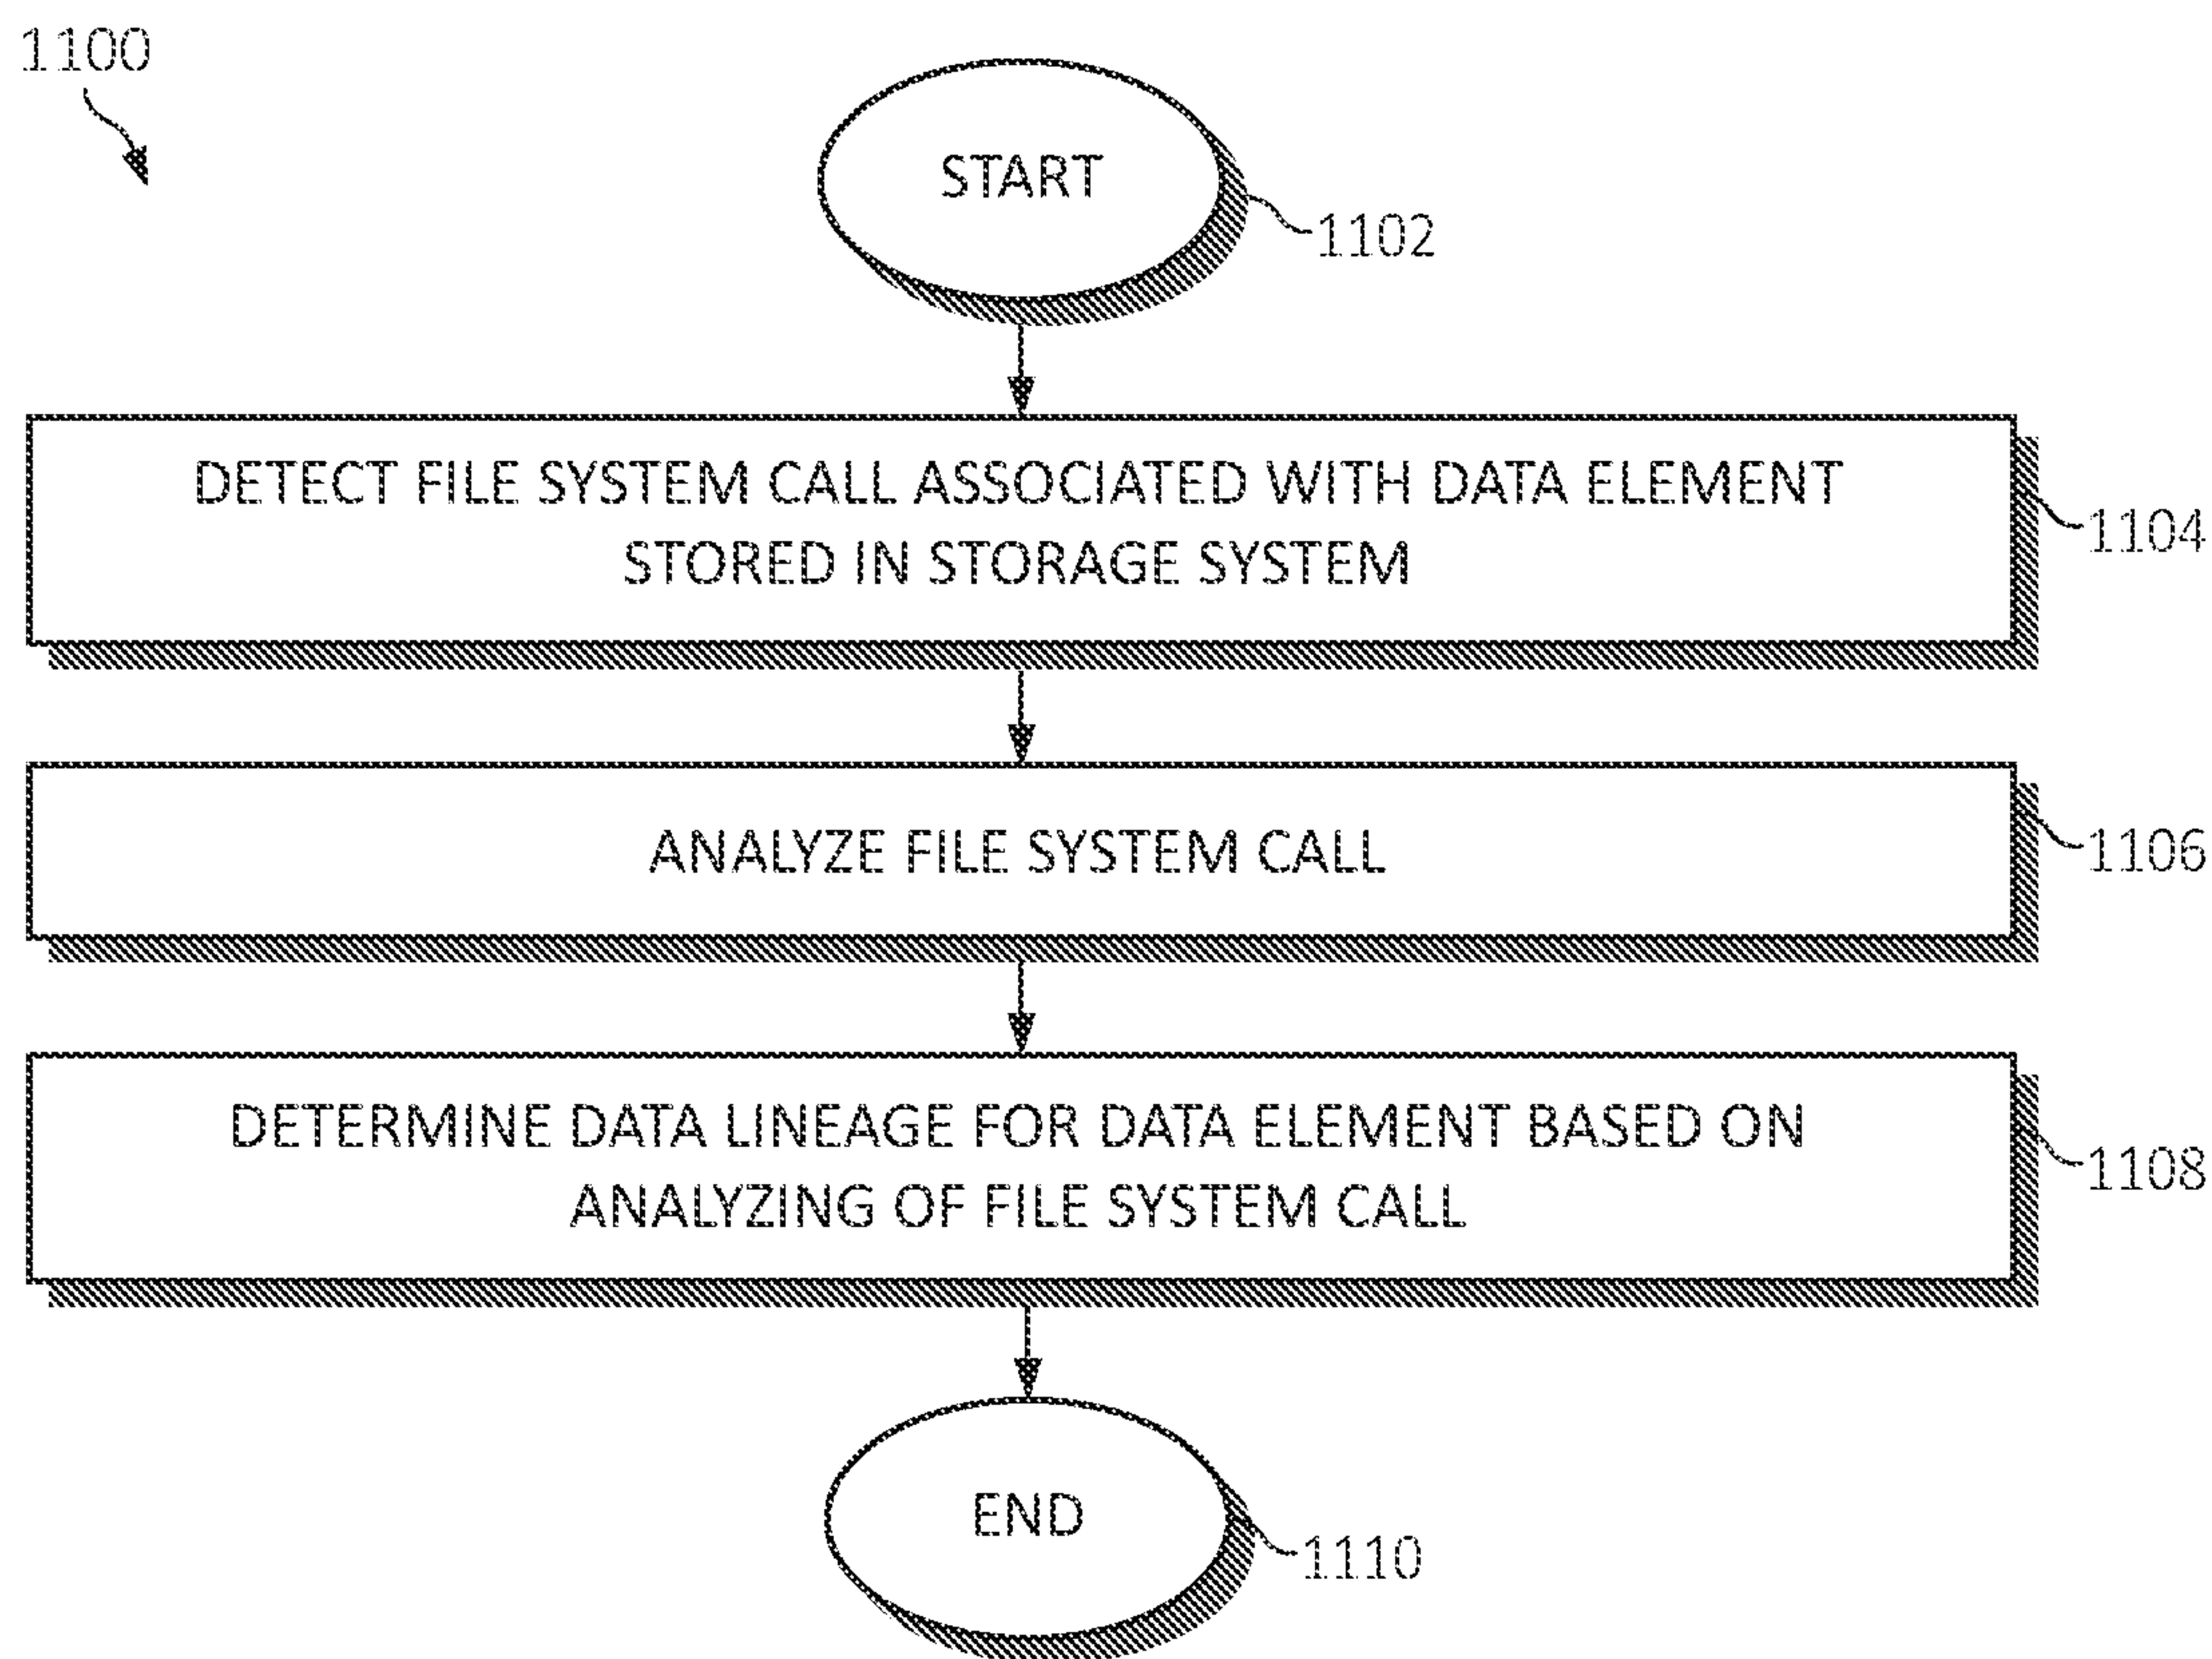 1100
START
1102
DETECT FILE SYSTEM CALL ASSOCIATED WITH DATA ELEMENT
STORED IN STORAGE SYSTEM
1104
ANALYZE FILE SYSTEM CALL
1106
DETERMINE DATA LINEAGE FOR DATA ELEMENT BASED ON
ANALYZING OF FILE SYSTEM CALL
1108
END
1110